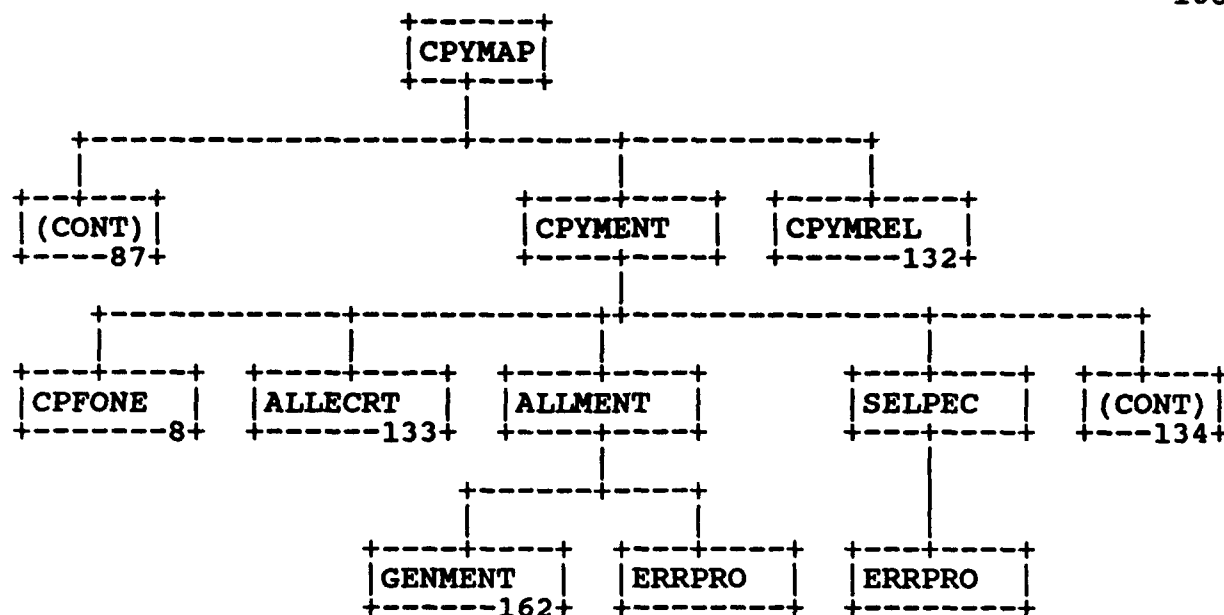 CPYMAP
(CONT) CPYMENT CPYMREL
87 132
CPFONE ALLECRT ALLMENT SELPEC (CONT)
8 133 134
GENMENT ERRPRO ERRPRO
162